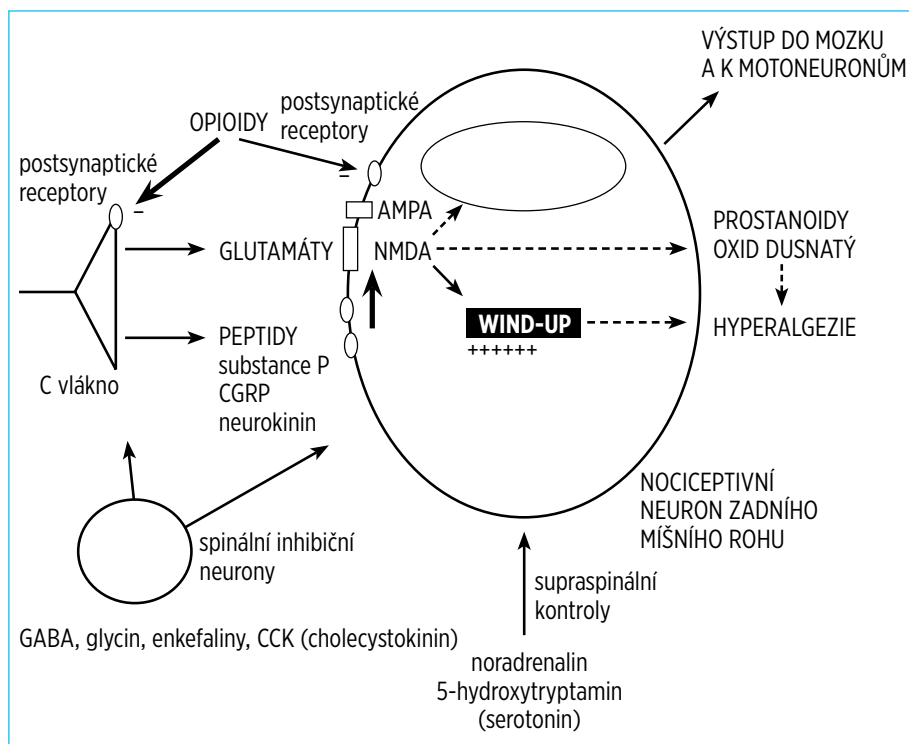 VÝSTUP DO MOZKU
A K MOTONEURONŮM
postsynaptické
receptory
OPIOIDY
postsynaptické
receptory
–
–
AMPA
GLUTAMÁTY
NMDA
PROSTANOIDY
OXID DUSNATÝ
WIND-UP
++++++
HYPERALGEZIE
PEPTIDY
substance P
CGRP
neurokinin
C vlákno
NOCICEPTIVNÍ
NEURON ZADNÍHO
MÍŠNÍHO ROHU
spinální inhibiční
neurony
supraspinální
kontroly
GABA, glycin, enkefaliny, CCK (cholecystokinin)
noradrenalin
5-hydroxytryptamin
(serotonin)